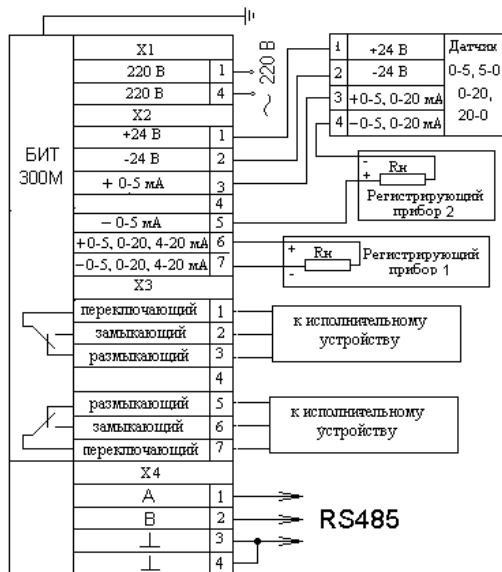 БИТ
300М
X1
220 В 1
220 В 4
~ 220 В
X2
+24 В 1
-24 В 2
+ 0-5 мА 3
4
− 0-5 мА 5
+0-5, 0-20, 4-20 мА 6
−0-5, 0-20, 4-20 мА 7
X3
переключающий 1
замыкающий 2
размыкающий 3
4
размыкающий 5
замыкающий 6
переключающий 7
X4
A 1
B 2
⊥ 3
⊥ 4
1 +24 В
2 -24 В
3 +0-5, 0-20 мА
4 −0-5, 0-20 мА
Датчик
0-5, 5-0
0-20,
20-0
-
+
Rн
Регистрирующий
прибор 2
+
-
Rн
Регистрирующий
прибор 1
к исполнительному
устройству
к исполнительному
устройству
RS485